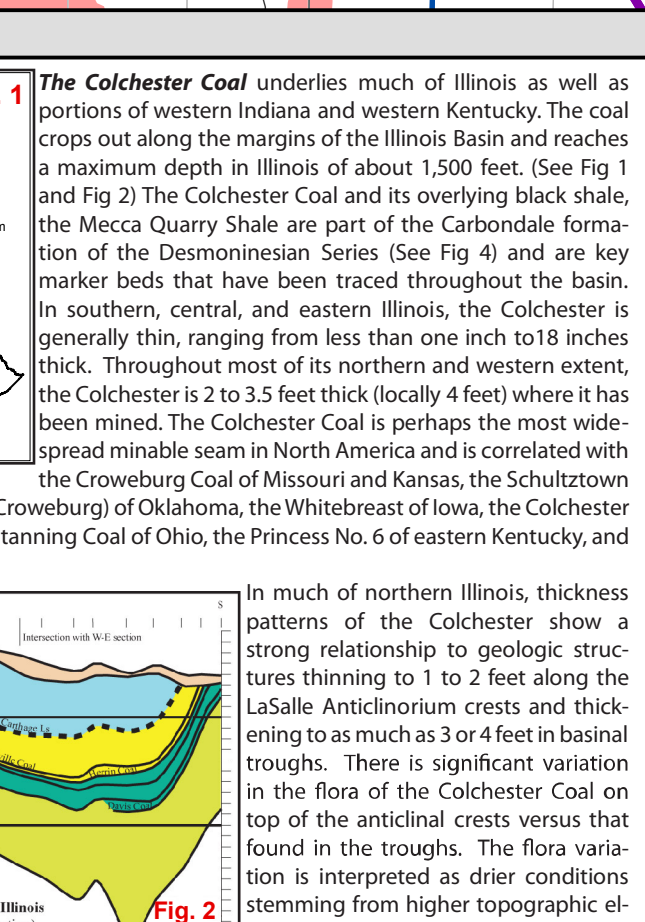 . 1
The Colchester Coal underlies much of Illinois as well as
portions of western Indiana and western Kentucky. The coal
crops out along the margins of the Illinois Basin and reaches
a maximum depth in Illinois of about 1,500 feet. (See Fig 1
and Fig 2) The Colchester Coal and its overlying black shale,
the Mecca Quarry Shale are part of the Carbondale forma-
tion of the Desmoninesian Series (See Fig 4) and are key
marker beds that have been traced throughout the basin.
In southern, central, and eastern Illinois, the Colchester is
generally thin, ranging from less than one inch to18 inches
thick. Throughout most of its northern and western extent,
the Colchester is 2 to 3.5 feet thick (locally 4 feet) where it has
been mined. The Colchester Coal is perhaps the most wide-
spread minable seam in North America and is correlated with
the Croweburg Coal of Missouri and Kansas, the Schultztown
Croweburg) of Oklahoma, the Whitebreast of Iowa, the Colchester
tanning Coal of Ohio, the Princess No. 6 of eastern Kentucky, and
S
Intersection with W-E section
Carthage Ls
ville Coal
Herrin Coal
Davis Coal
Illinois
Fig. 2
In much of northern Illinois, thickness
patterns of the Colchester show a
strong relationship to geologic struc-
tures thinning to 1 to 2 feet along the
LaSalle Anticlinorium crests and thick-
ening to as much as 3 or 4 feet in basinal
troughs. There is significant variation
in the flora of the Colchester Coal on
top of the anticlinal crests versus that
found in the troughs. The flora varia-
tion is interpreted as drier conditions
stemming from higher topographic el-